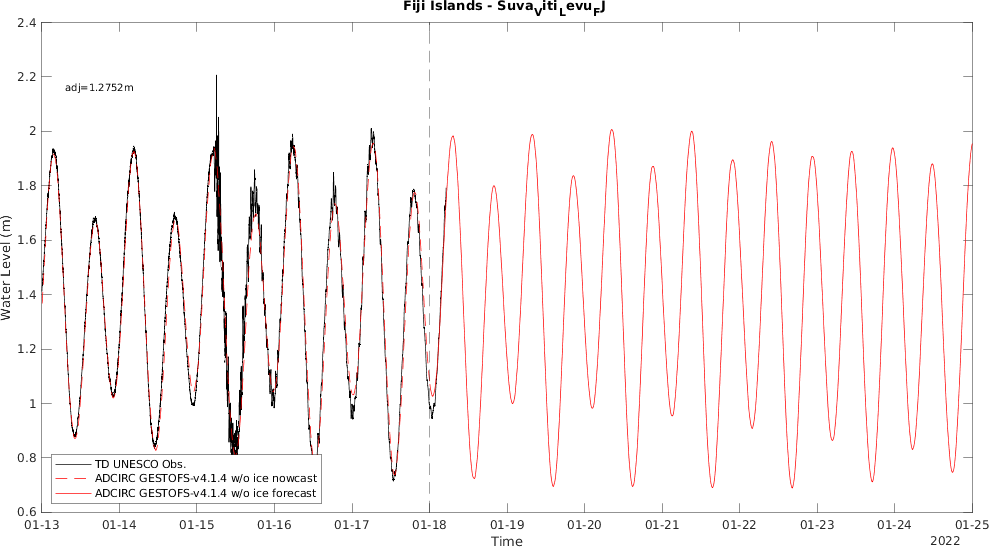 Fiji Islands - SuvaVitiLevuFJ
2.4
2.2
2
1.8
1.6
1.4
1.2
1
0.8
0.6
Water Level (m)
adj=1.2752m
TD UNESCO Obs.
ADCIRC GESTOFS-v4.1.4 w/o ice nowcast
ADCIRC GESTOFS-v4.1.4 w/o ice forecast
01-13 01-14 01-15 01-16 01-17 01-18 01-19 01-20 01-21 01-22 01-23 01-24 01-25
Time
2022